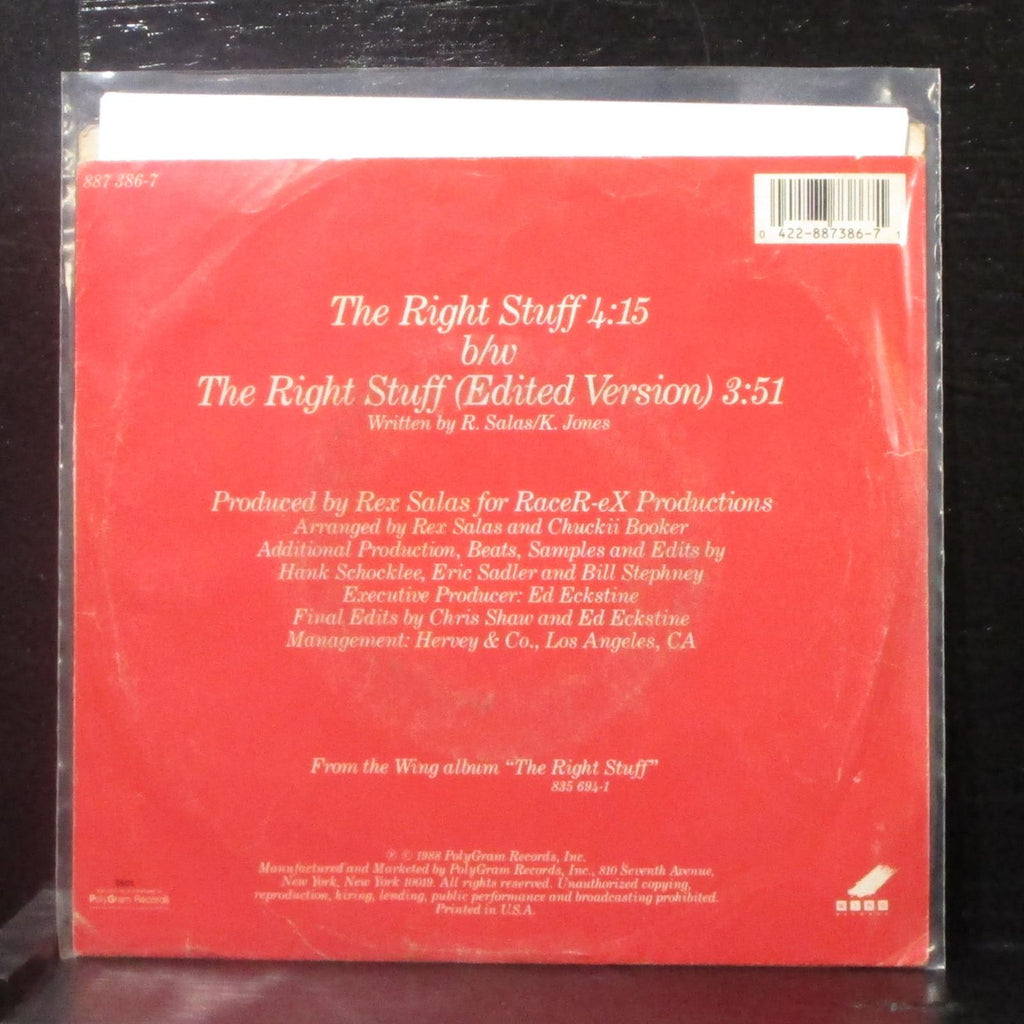 887 386-7
0 422-887386-7 1
The Right Stuff 4:15
b/w
The Right Stuff (Edited Version) 3:51
Written by R. Salas/K. Jones
Produced by Rex Salas for RaceR-eX Productions
Arranged by Rex Salas and Chuckii Booker
Additional Production, Beats, Samples and Edits by
Hank Schocklee, Eric Sadler and Bill Stephney
Executive Producer: Ed Eckstine
Final Edits by Chris Shaw and Ed Eckstine
Management: Hervey & Co., Los Angeles, CA
From the Wing album “The Right Stuff”
835 694-1
℗ © 1988 PolyGram Records, Inc.
Manufactured and Marketed by PolyGram Records, Inc., 810 Seventh Avenue,
New York, New York 10019. All rights reserved. Unauthorized copying,
reproduction, hiring, lending, public performance and broadcasting prohibited.
Printed in U.S.A.
PolyGram Records
WING
RECORDS